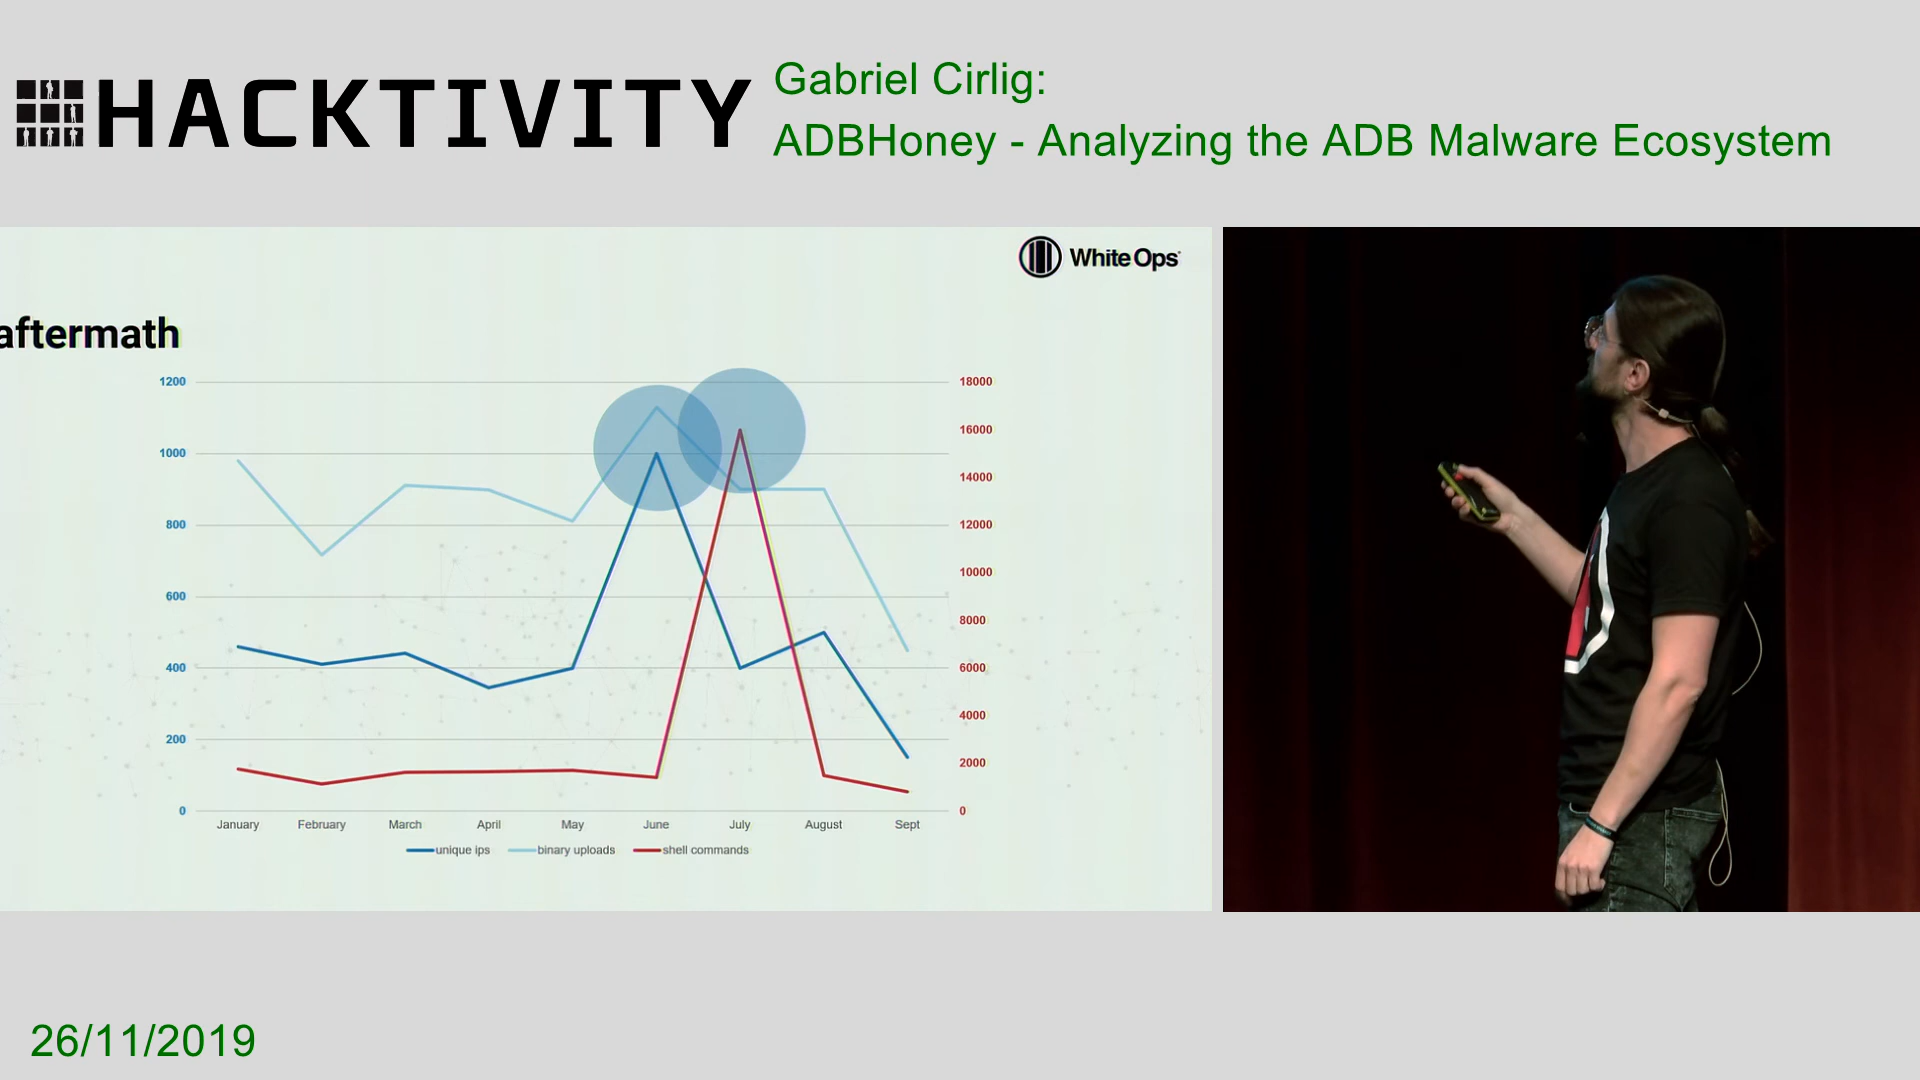 HACKTIVITY
Gabriel Cirlig:
ADBHoney - Analyzing the ADB Malware Ecosystem
White Ops
aftermath
1200
1000
800
600
400
200
0
18000
16000
14000
12000
10000
8000
6000
4000
2000
0
January February March April May June July August Sept
unique ips binary uploads shell commands
26/11/2019